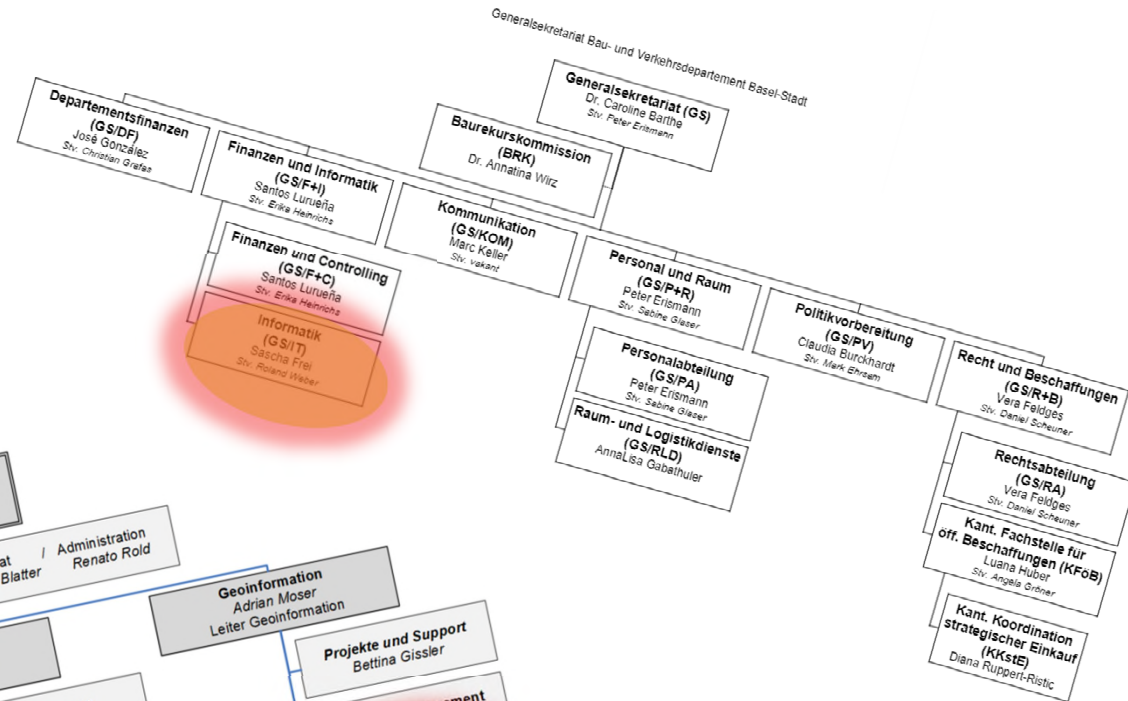 Generalsekretariat Bau- und Verkehrsdepartement Basel-Stadt
Generalsekretariat (GS)
Dr. Caroline Barthe
Stv. Peter Erismann
Baurekurskommission
(BRK)
Dr. Annatina Wirz
Departementsfinanzen
(GS/DF)
José González
Stv. Christian Grafas
Finanzen und Informatik
(GS/F+I)
Santos Lurueña
Stv. Erika Heinrichs
Finanzen und Controlling
(GS/F+C)
Santos Lurueña
Stv. Erika Heinrichs
Informatik
(GS/IT)
Sascha Frei
Stv. Roland Weber
Kommunikation
(GS/KOM)
Marc Keller
Stv. vakant
Personal und Raum
(GS/P+R)
Peter Erismann
Stv. Sabine Glaser
Personalabteilung
(GS/PA)
Peter Erismann
Stv. Sabine Glaser
Raum- und Logistikdienste
(GS/RLD)
AnnaLisa Gabathuler
Politikvorbereitung
(GS/PV)
Claudia Burckhardt
Stv. Mark Ehrsam
Recht und Beschaffungen
(GS/R+B)
Vera Feldges
Stv. Daniel Scheuner
Rechtsabteilung
(GS/RA)
Vera Feldges
Stv. Daniel Scheuner
Kant. Fachstelle für
öff. Beschaffungen (KFöB)
Luana Huber
Stv. Angela Gröner
Kant. Koordination
strategischer Einkauf
(KKstE)
Diana Ruppert-Ristic
at / Administration
Blatter Renato Rold
Geoinformation
Adrian Moser
Leiter Geoinformation
Projekte und Support
Bettina Gissler
ment